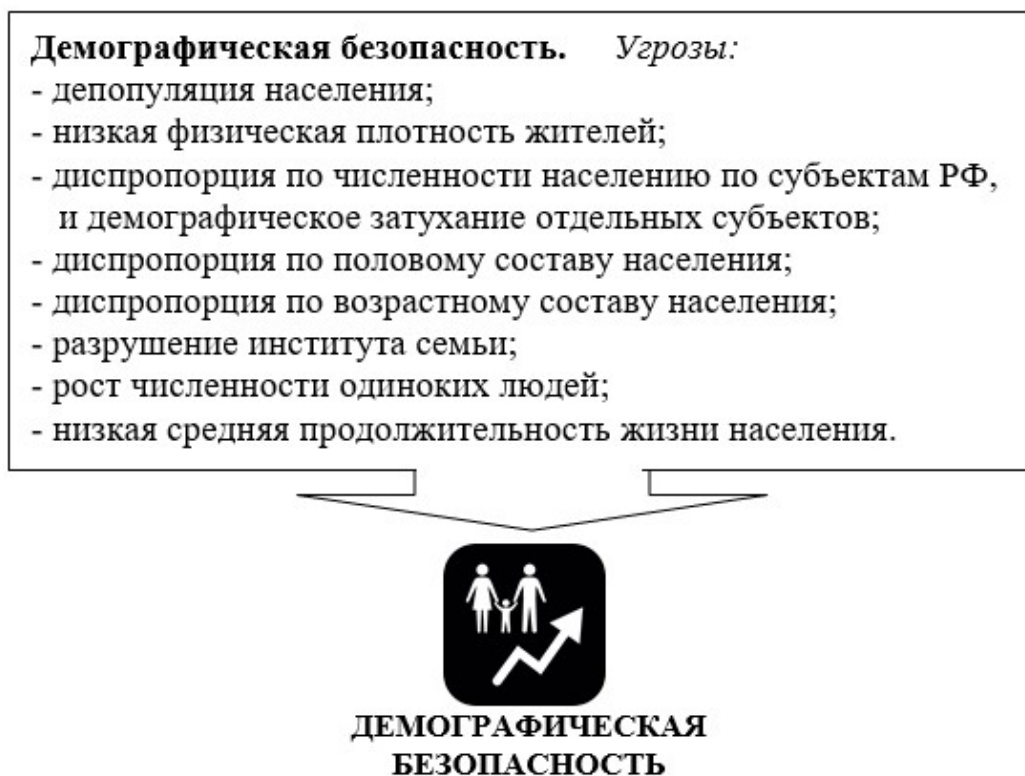 Демографическая безопасность. Угрозы:
- депопуляция населения;
- низкая физическая плотность жителей;
- диспропорция по численности населению по субъектам РФ,
и демографическое затухание отдельных субъектов;
- диспропорция по половому составу населения;
- диспропорция по возрастному составу населения;
- разрушение института семьи;
- рост численности одиноких людей;
- низкая средняя продолжительность жизни населения.
ДЕМОГРАФИЧЕСКАЯ
БЕЗОПАСНОСТЬ